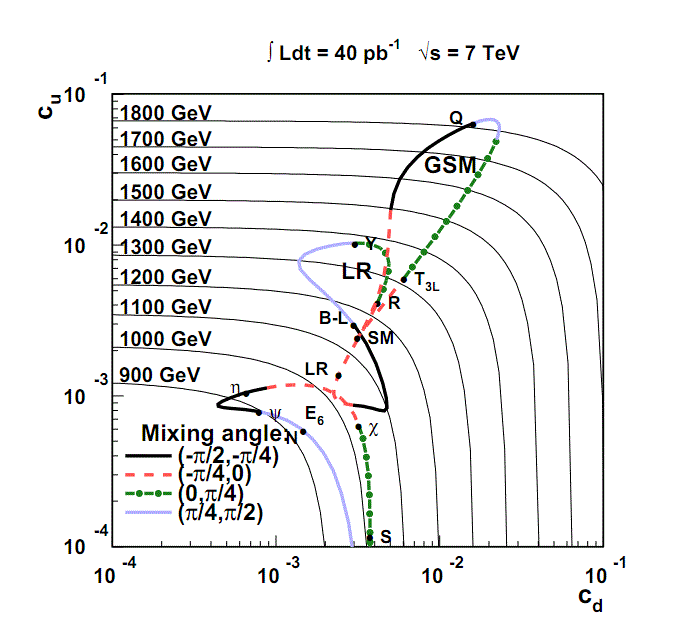 ∫ Ldt = 40 pb⁻¹ √s = 7 TeV
c_u
10⁻¹
1800 GeV
Q
1700 GeV
GSM
1600 GeV
1500 GeV
1400 GeV
10⁻²
1300 GeV
Y
LR
1200 GeV
T_3L
R
1100 GeV
B-L
SM
1000 GeV
LR
900 GeV
η
10⁻³
ψ
E₆
χ
Mixing angle:
N
(-π/2,-π/4)
(-π/4,0)
(0,π/4)
(π/4,π/2)
S
10⁻⁴
10⁻⁴ 10⁻³ 10⁻² 10⁻¹
c_d